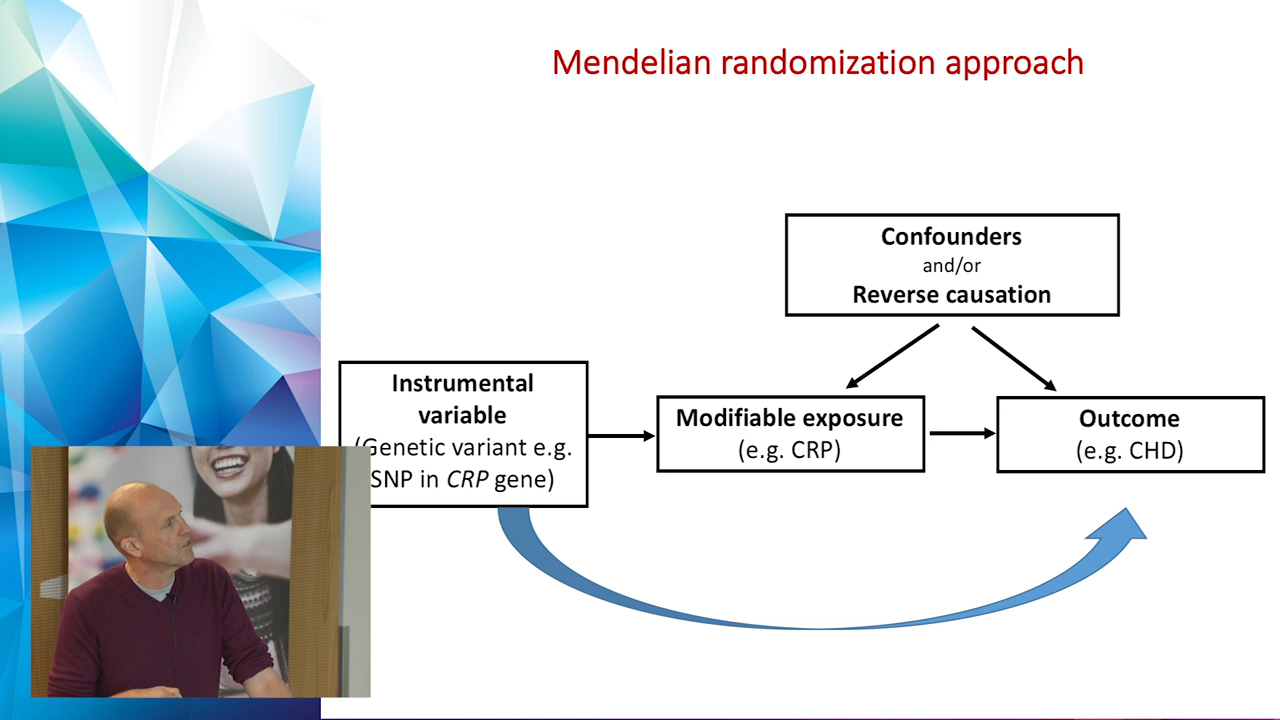 Mendelian randomization approach
Confounders
and/or
Reverse causation
Instrumental
variable
(Genetic variant e.g.
SNP in CRP gene)
Modifiable exposure
(e.g. CRP)
Outcome
(e.g. CHD)